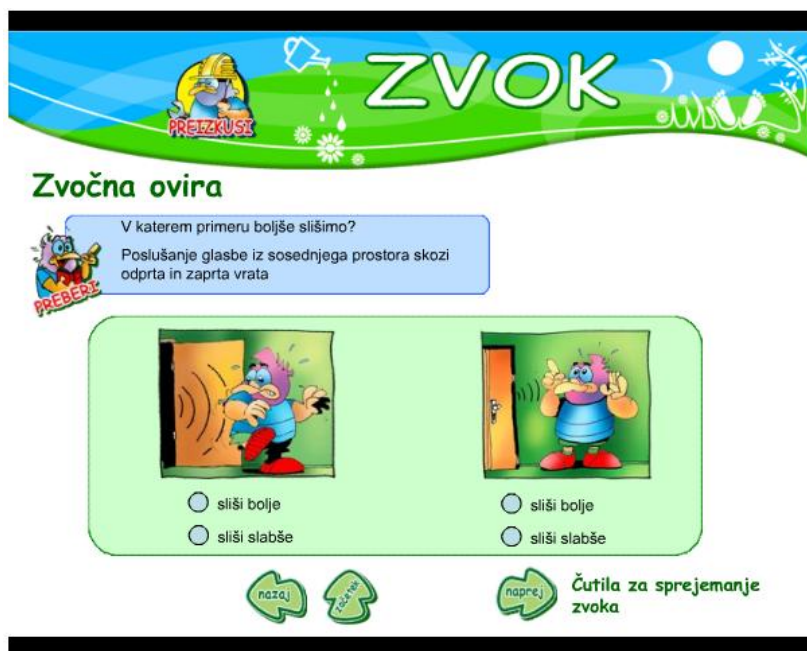 ZVOK
PREIZKUSI
Zvočna ovira
V katerem primeru boljše slišimo?
PREBERI
Poslušanje glasbe iz sosednjega prostora skozi
odprta in zaprta vrata
sliši bolje
sliši slabše
sliši bolje
sliši slabše
nazaj
začetek
naprej
Čutila za sprejemanje
zvoka